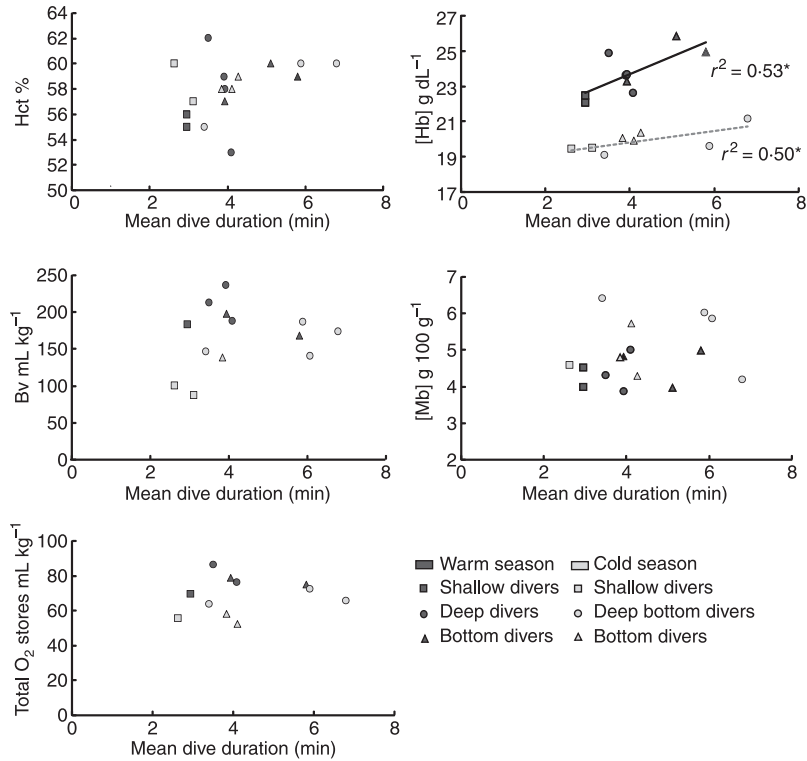 64
62
60
58
56
54
52
50
Hct %
0 2 4 6 8
Mean dive duration (min)
27
25
23
21
19
17
[Hb] g dL⁻¹
r² = 0·53*
r² = 0·50*
0 2 4 6 8
Mean dive duration (min)
250
200
150
100
50
0
Bv mL kg⁻¹
0 2 4 6 8
Mean dive duration (min)
7
6
5
4
3
2
[Mb] g 100 g⁻¹
0 2 4 6 8
Mean dive duration (min)
100
80
60
40
20
0
Total O₂ stores mL kg⁻¹
0 2 4 6 8
Mean dive duration (min)
Warm season
Shallow divers
Deep divers
Bottom divers
Cold season
Shallow divers
Deep bottom divers
Bottom divers